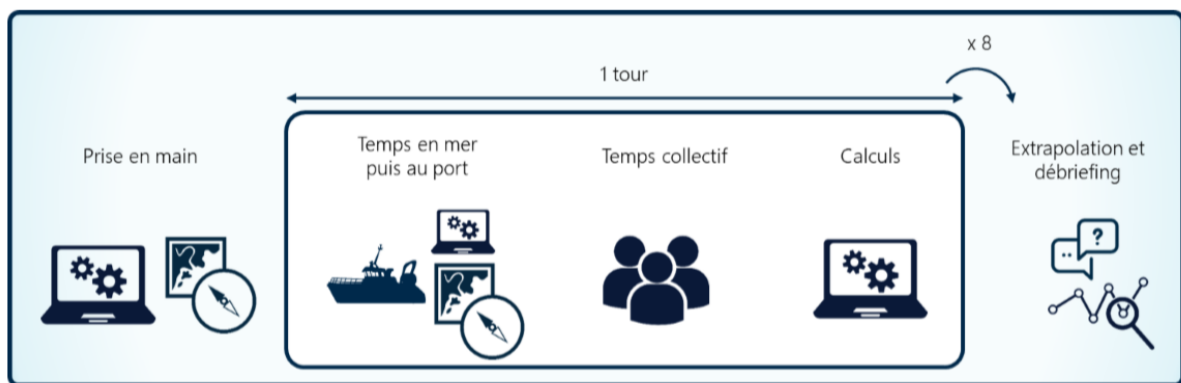 x 8
1 tour
Prise en main
Temps en mer
puis au port
Temps collectif
Calculs
Extrapolation et
débriefing
?
..